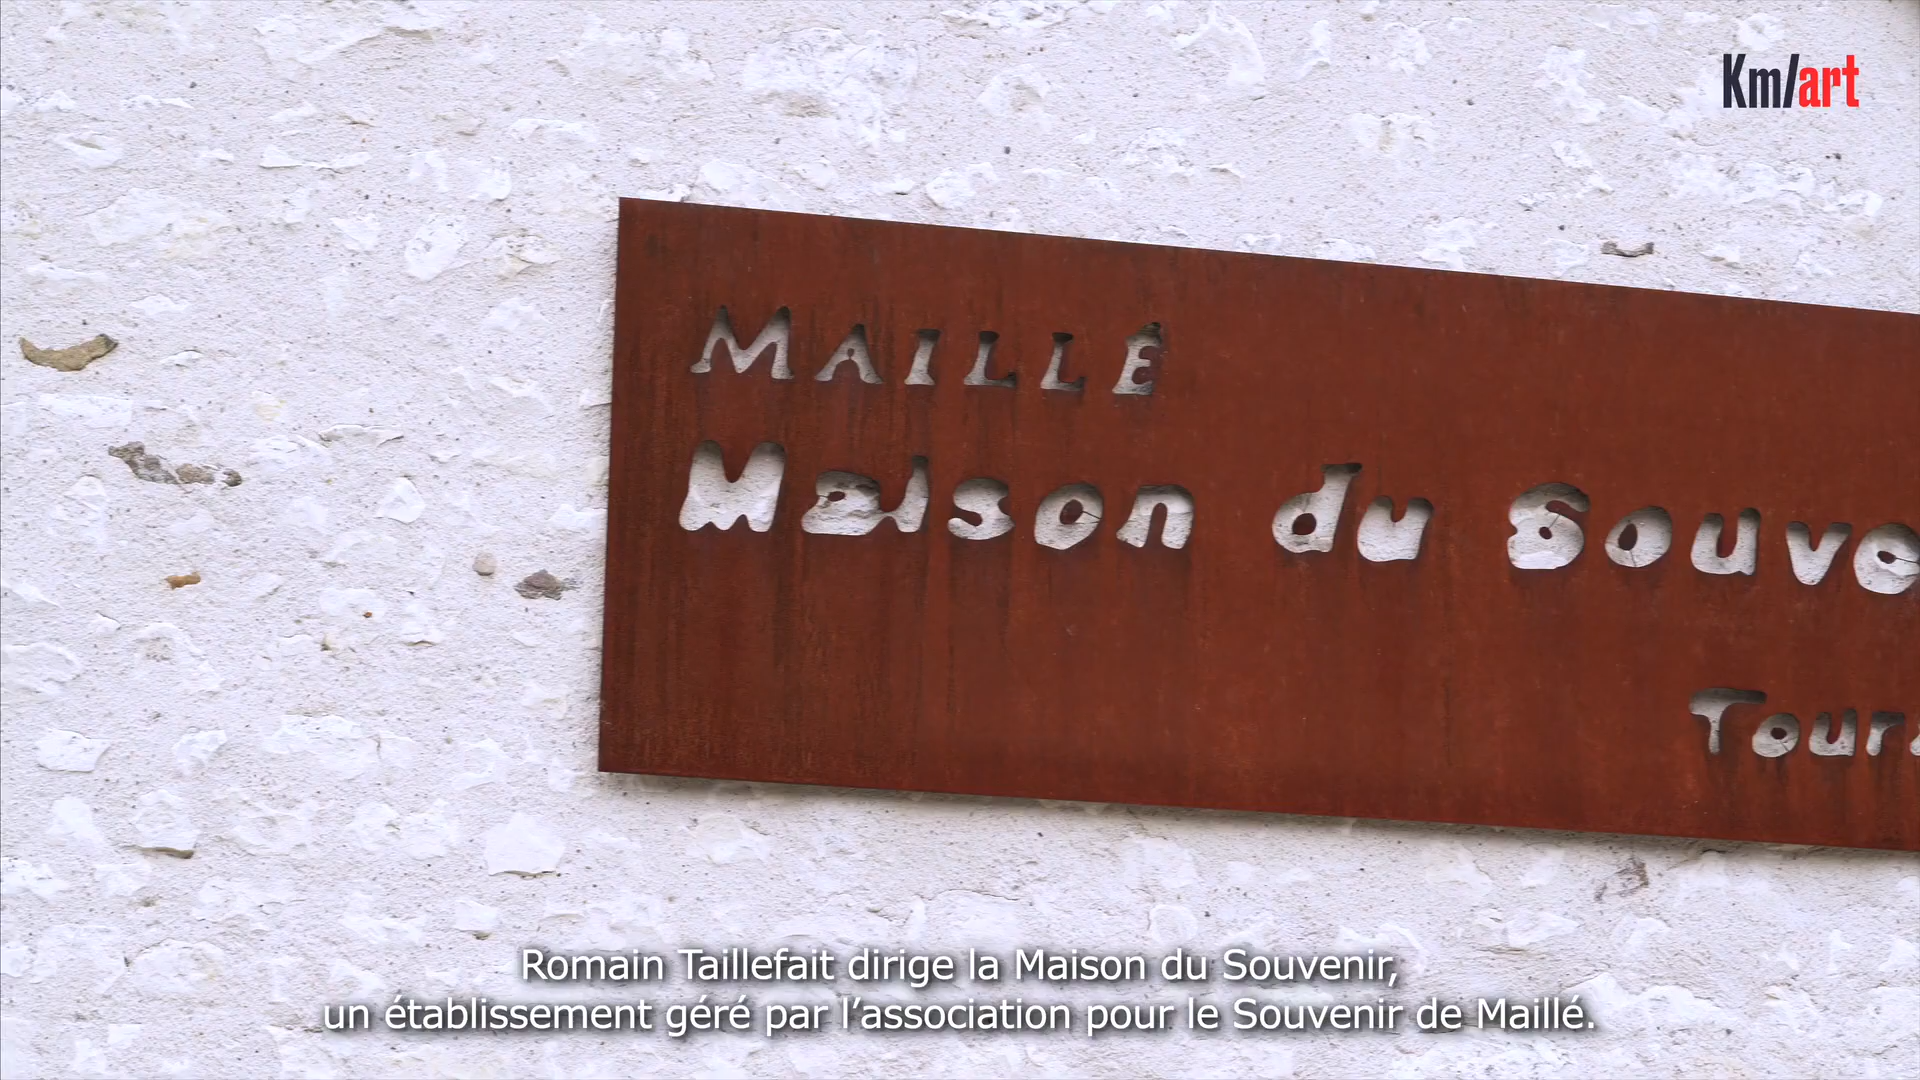 Km/art
MAILLÉ
Maison du Souve
Tour
Romain Taillefait dirige la Maison du Souvenir,
un établissement géré par l’association pour le Souvenir de Maillé.